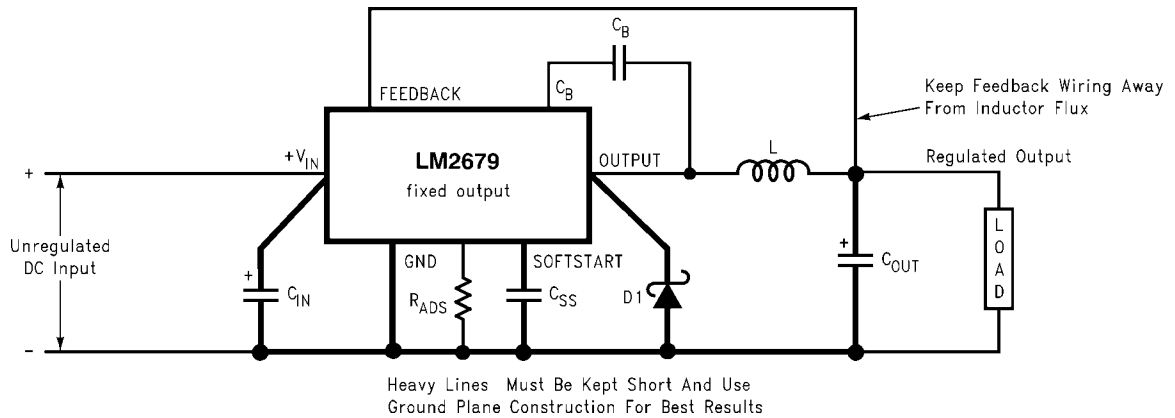 C_B
C_B
FEEDBACK
Keep Feedback Wiring Away
From Inductor Flux
+V_IN
LM2679
fixed output
OUTPUT
L
Regulated Output
+
Unregulated
DC Input
-
+
C_IN
GND
R_ADS
SOFTSTART
C_SS
D1
+
C_OUT
LOAD
Heavy Lines Must Be Kept Short And Use
Ground Plane Construction For Best Results